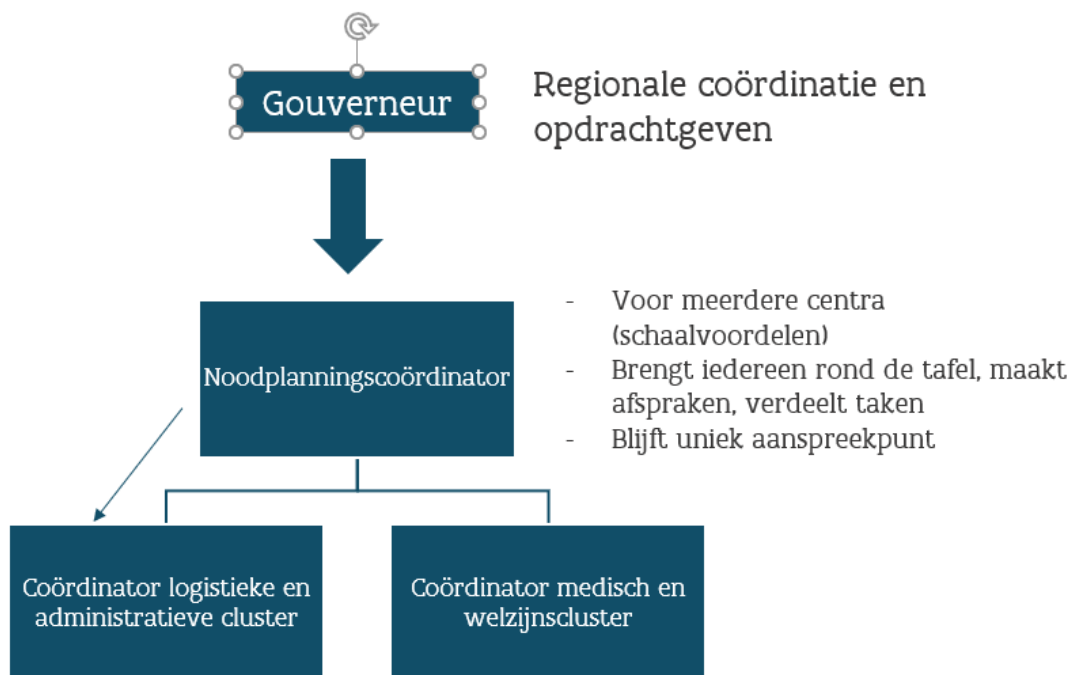 Gouverneur
Regionale coördinatie en
opdrachtgeven
Noodplanningscoördinator
- Voor meerdere centra
(schaalvoordelen)
- Brengt iedereen rond de tafel, maakt
afspraken, verdeelt taken
- Blijft uniek aanspreekpunt
Coördinator logistieke en
administratieve cluster
Coördinator medisch en
welzijnscluster